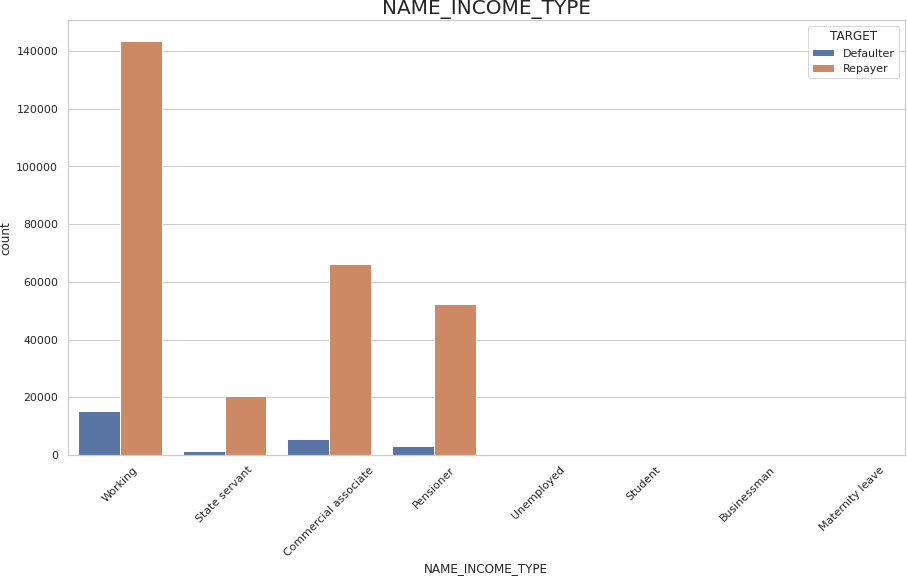 NAME_INCOME_TYPE
TARGET
Defaulter
Repayer
count
140000
120000
100000
80000
60000
40000
20000
0
Working
State servant
Commercial associate
Pensioner
Unemployed
Student
Businessman
Maternity leave
NAME_INCOME_TYPE